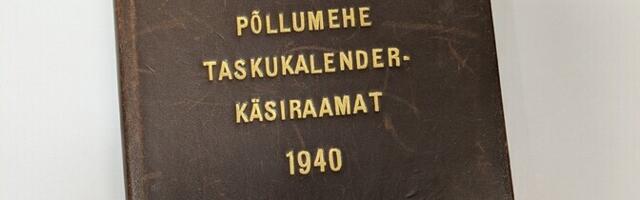 PÕLLUMEHE
TASKUKALENDER-
KÄSIRAAMAT
1940